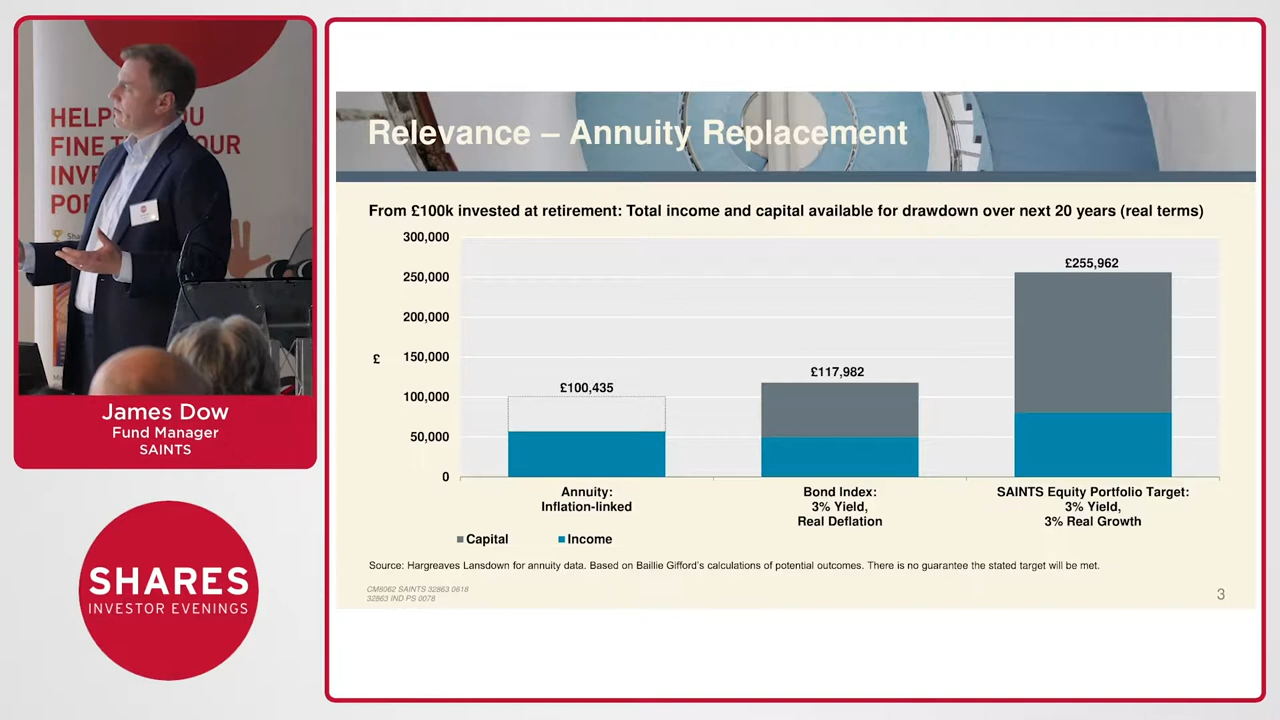 HELP YOU
FINE T YOUR
INV
PO
James Dow
Fund Manager
SAINTS
SHARES
INVESTOR EVENINGS
Relevance – Annuity Replacement
From £100k invested at retirement: Total income and capital available for drawdown over next 20 years (real terms)
300,000
250,000
200,000
£ 150,000
100,000
50,000
0
£100,435
£117,982
£255,962
Annuity:
Inflation-linked
Bond Index:
3% Yield,
Real Deflation
SAINTS Equity Portfolio Target:
3% Yield,
3% Real Growth
Capital Income
Source: Hargreaves Lansdown for annuity data. Based on Baillie Gifford's calculations of potential outcomes. There is no guarantee the stated target will be met.
CM8062 SAINTS 32863 0618
32863 IND PS 0078
3